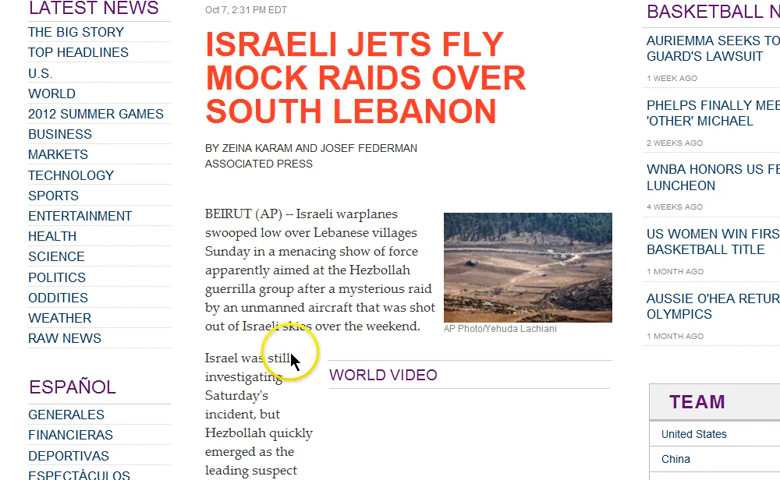 LATEST NEWS
THE BIG STORY
TOP HEADLINES
U.S.
WORLD
2012 SUMMER GAMES
BUSINESS
MARKETS
TECHNOLOGY
SPORTS
ENTERTAINMENT
HEALTH
SCIENCE
POLITICS
ODDITIES
WEATHER
RAW NEWS
ESPAÑOL
GENERALES
FINANCIERAS
DEPORTIVAS
ESPECTÁCULOS
Oct 7, 2:31 PM EDT
ISRAELI JETS FLY
MOCK RAIDS OVER
SOUTH LEBANON
BY ZEINA KARAM AND JOSEF FEDERMAN
ASSOCIATED PRESS
BEIRUT (AP) -- Israeli warplanes
swooped low over Lebanese villages
Sunday in a menacing show of force
apparently aimed at the Hezbollah
guerrilla group after a mysterious raid
by an unmanned aircraft that was shot
out of Israeli skies over the weekend.
AP Photo/Yehuda Lachiani
Israel was still
investigating
Saturday's
incident, but
Hezbollah quickly
emerged as the
leading suspect
WORLD VIDEO
BASKETBALL N
AURIEMMA SEEKS TO
GUARD'S LAWSUIT
1 WEEK AGO
PHELPS FINALLY MEE
'OTHER' MICHAEL
2 WEEKS AGO
WNBA HONORS US FE
LUNCHEON
4 WEEKS AGO
US WOMEN WIN FIRS
BASKETBALL TITLE
1 MONTH AGO
AUSSIE O'HEA RETUR
OLYMPICS
1 MONTH AGO
TEAM
United States
China